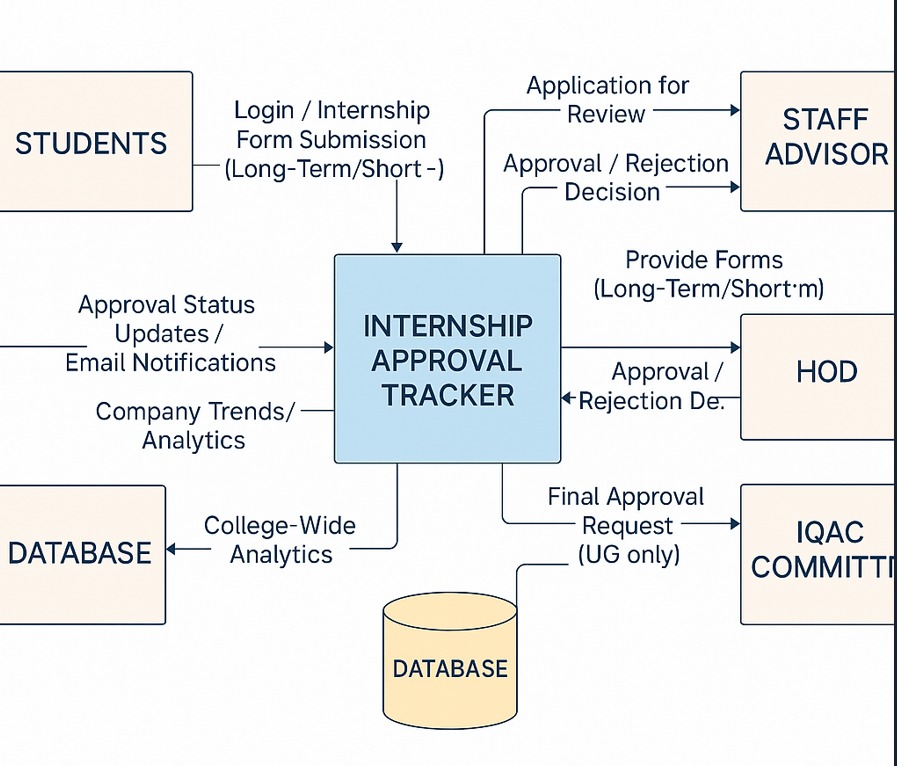 STUDENTS
Login / Internship
Form Submission
(Long-Term/Short -)
Application for
Review
Approval / Rejection
Decision
STAFF
ADVISOR
Provide Forms
(Long-Term/Short·m)
Approval Status
Updates /
Email Notifications
INTERNSHIP
APPROVAL
TRACKER
HOD
Approval /
Rejection De.
Company Trends/
Analytics
DATABASE
College-Wide
Analytics
Final Approval
Request
(UG only)
IQAC
COMMITT
DATABASE